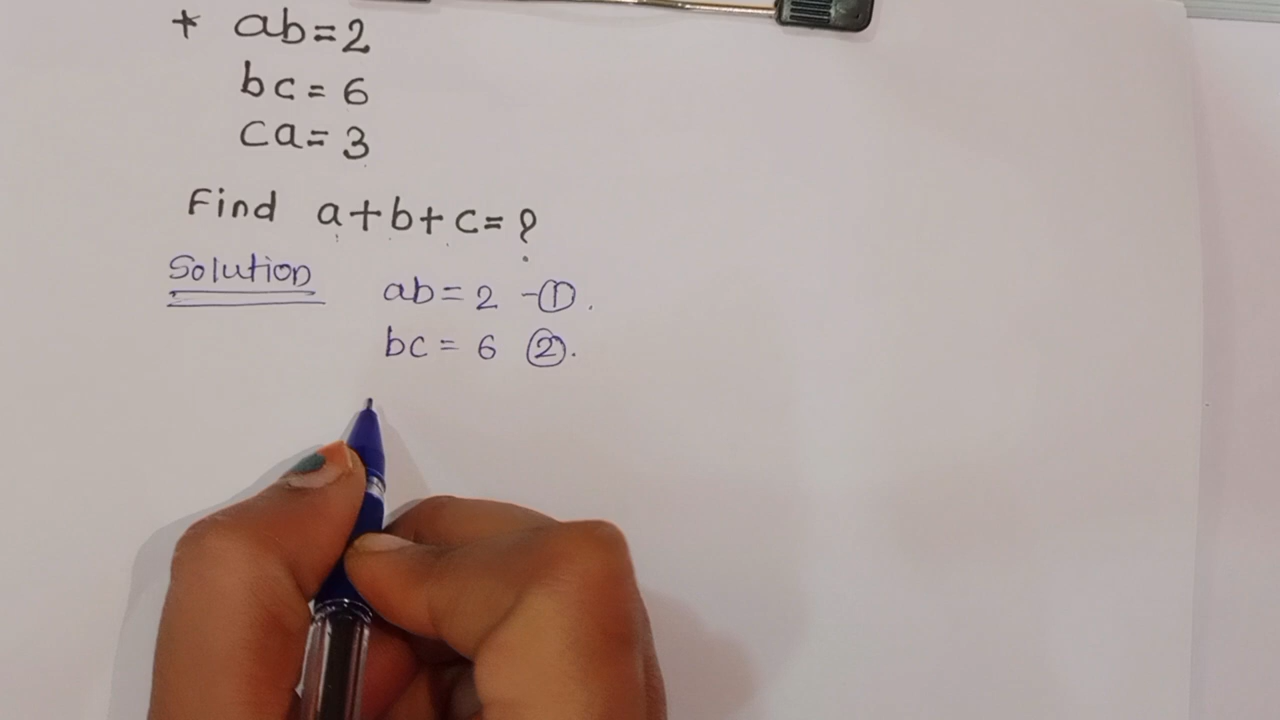 * ab=2
bc=6
ca=3
Find a+b+c=?
Solution
ab=2 -①.
bc=6 ②.